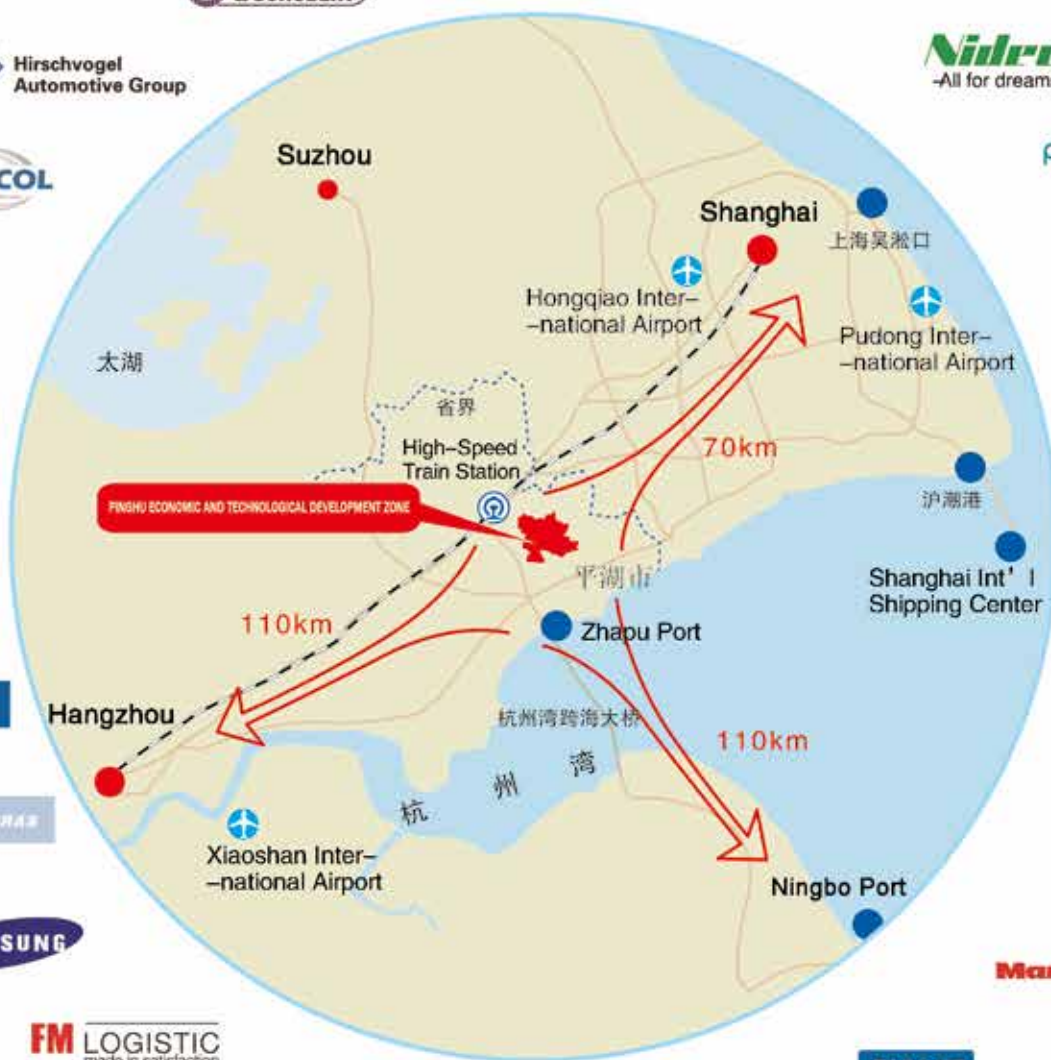 Hirschvogel
Automotive Group
-All for dream
COL
Suzhou
Shanghai
上海吴淞口
Hongqiao Inter–
–national Airport
Pudong Inter–
–national Airport
太湖
省界
High–Speed
Train Station
70km
PINGHU ECONOMIC AND TECHNOLOGICAL DEVELOPMENT ZONE
沪潮港
平湖市
Shanghai Int' l
Shipping Center
110km
Zhapu Port
Hangzhou
杭州湾跨海大桥
110km
杭州湾
Xiaoshan Inter–
–national Airport
Ningbo Port
SUNG
FM LOGISTIC
made in satisfaction